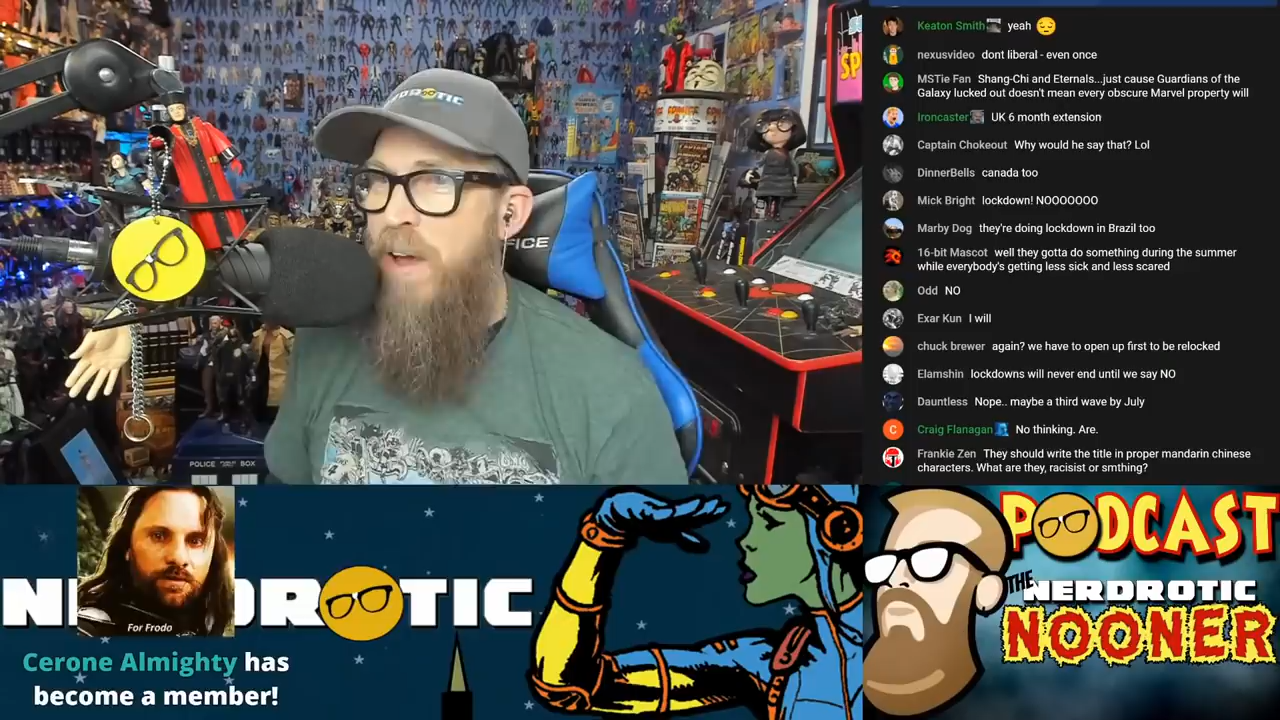 NERDROTIC
FICE
SP
COMICS
CAPTAIN
POLICE PUBLIC CALL BOX
Keaton Smith yeah 😔
nexusvideo dont liberal - even once
MSTie Fan Shang-Chi and Eternals...just cause Guardians of the
Galaxy lucked out doesn't mean every obscure Marvel property will
Ironcaster UK 6 month extension
Captain Chokeout Why would he say that? Lol
DinnerBells canada too
Mick Bright lockdown! NOOOOOOO
Marby Dog they're doing lockdown in Brazil too
16-bit Mascot well they gotta do something during the summer
while everybody's getting less sick and less scared
Odd NO
Exar Kun I will
chuck brewer again? we have to open up first to be relocked
Elamshin lockdowns will never end until we say NO
Dauntless Nope.. maybe a third wave by July
C
Craig Flanagan No thinking. Are.
Frankie Zen They should write the title in proper mandarin chinese
characters. What are they, racisist or smthing?
For Frodo
NERDROTIC
Cerone Almighty has
become a member!
PODCAST
THE
NERDROTIC
NOONER